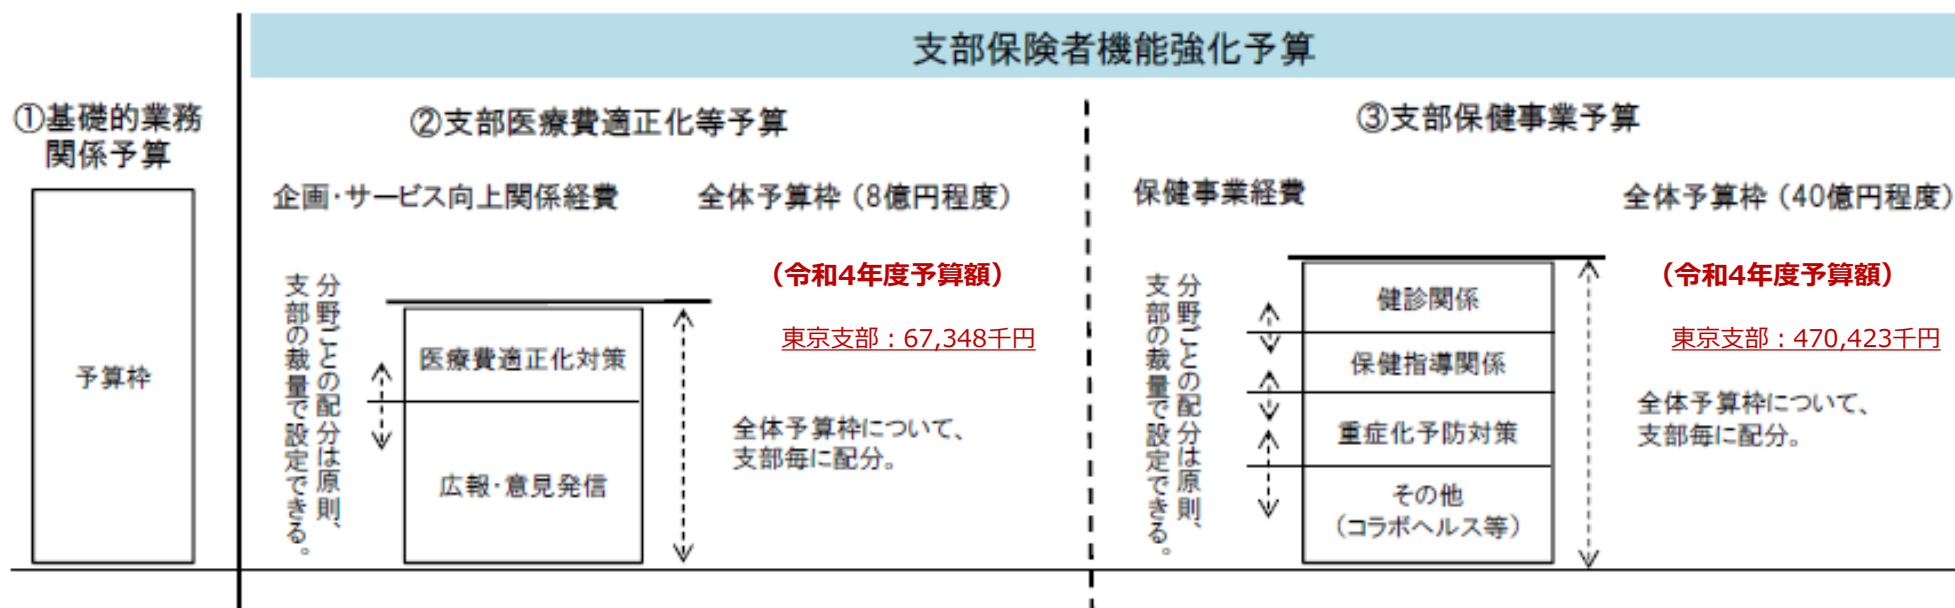 支部保険者機能強化予算
①基礎的業務
関係予算
予算枠
②支部医療費適正化等予算
企画・サービス向上関係経費
全体予算枠（8億円程度）
分野ごとの配分は原則、
支部の裁量で設定できる。
医療費適正化対策
広報・意見発信
（令和4年度予算額）
東京支部：67,348千円
全体予算枠について、
支部毎に配分。
③支部保健事業予算
保健事業経費
全体予算枠（40億円程度）
分野ごとの配分は原則、
支部の裁量で設定できる。
健診関係
保健指導関係
重症化予防対策
その他
（コラボヘルス等）
（令和4年度予算額）
東京支部：470,423千円
全体予算枠について、
支部毎に配分。